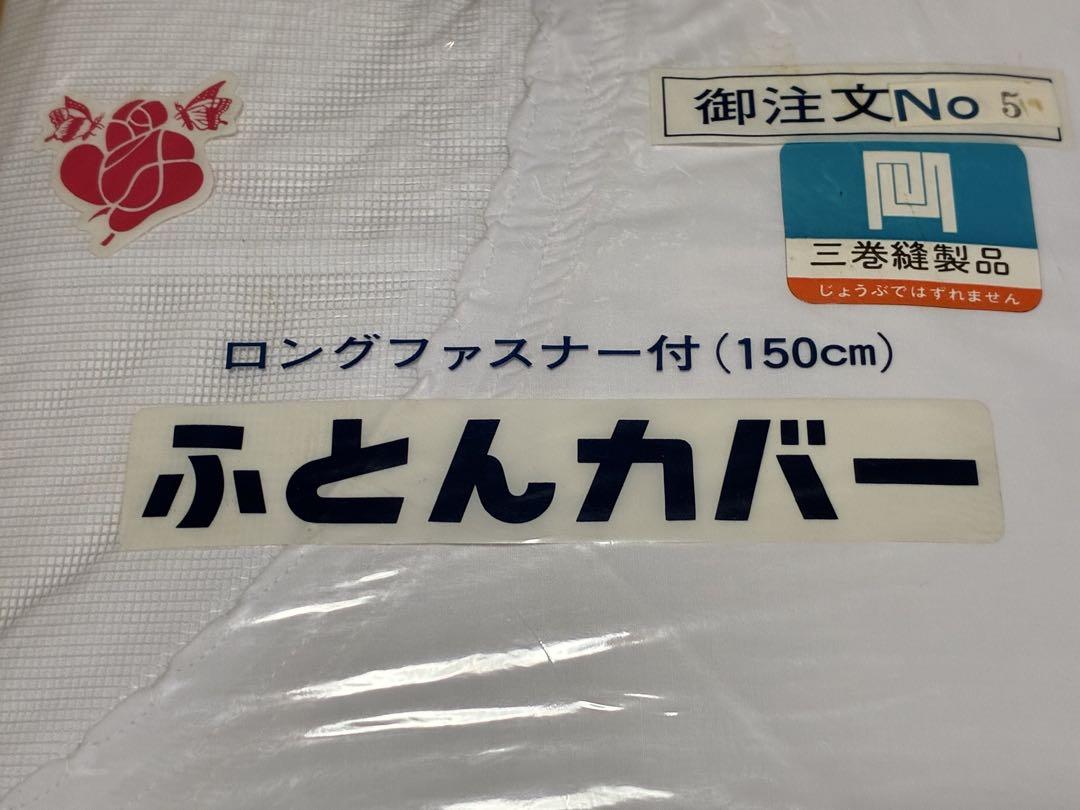 御注文No 5
三巻縫製品
じょうぶではずれません
ロングファスナー付(150cm)
ふとんカバー